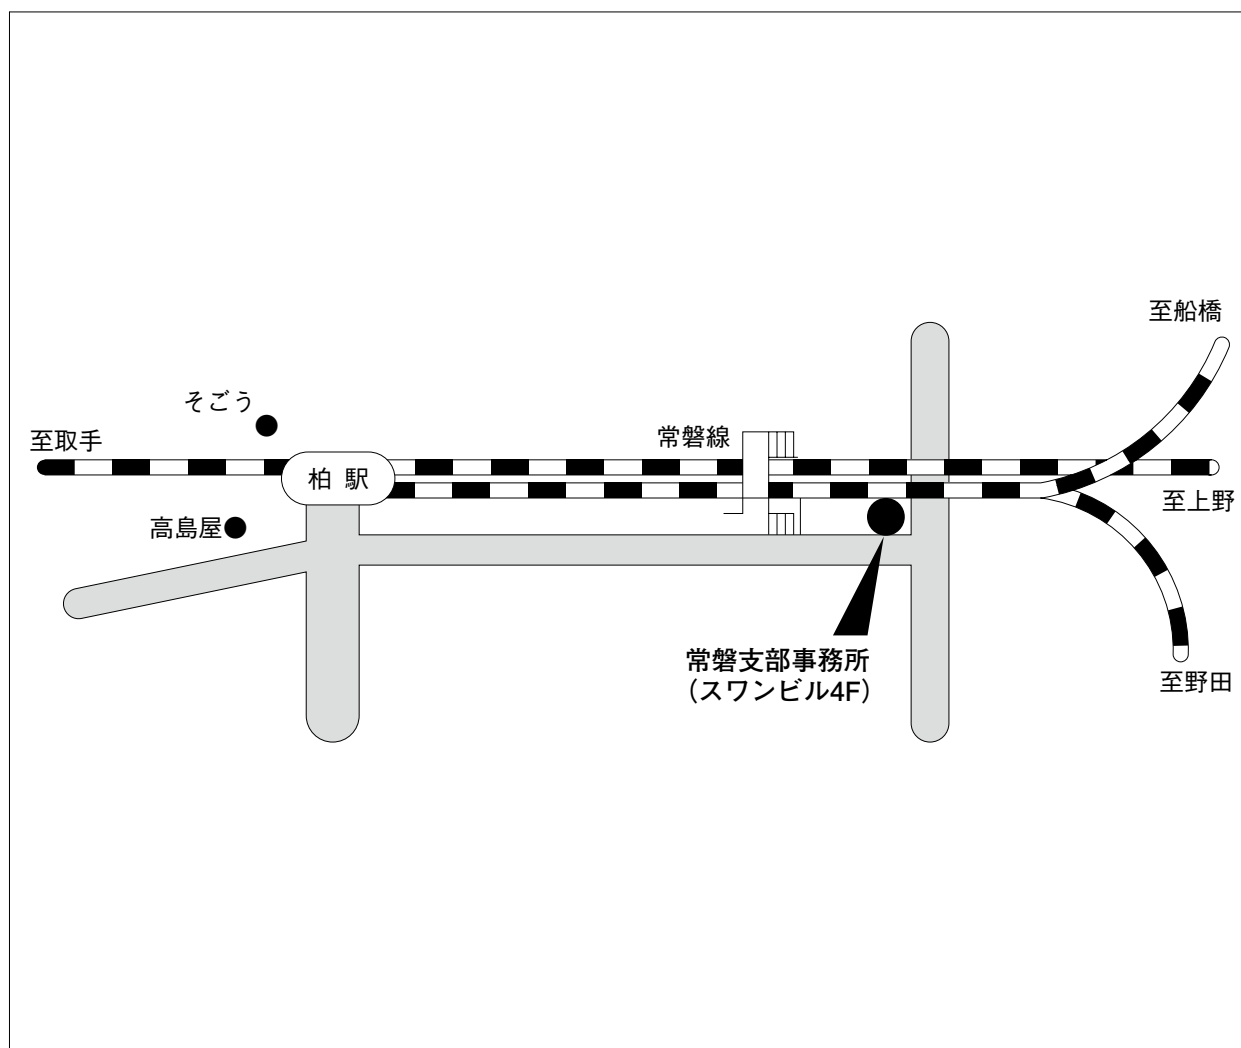 至船橋
そごう
至取手
常磐線
柏駅
至上野
高島屋
常磐支部事務所
（スワンビル4F）
至野田